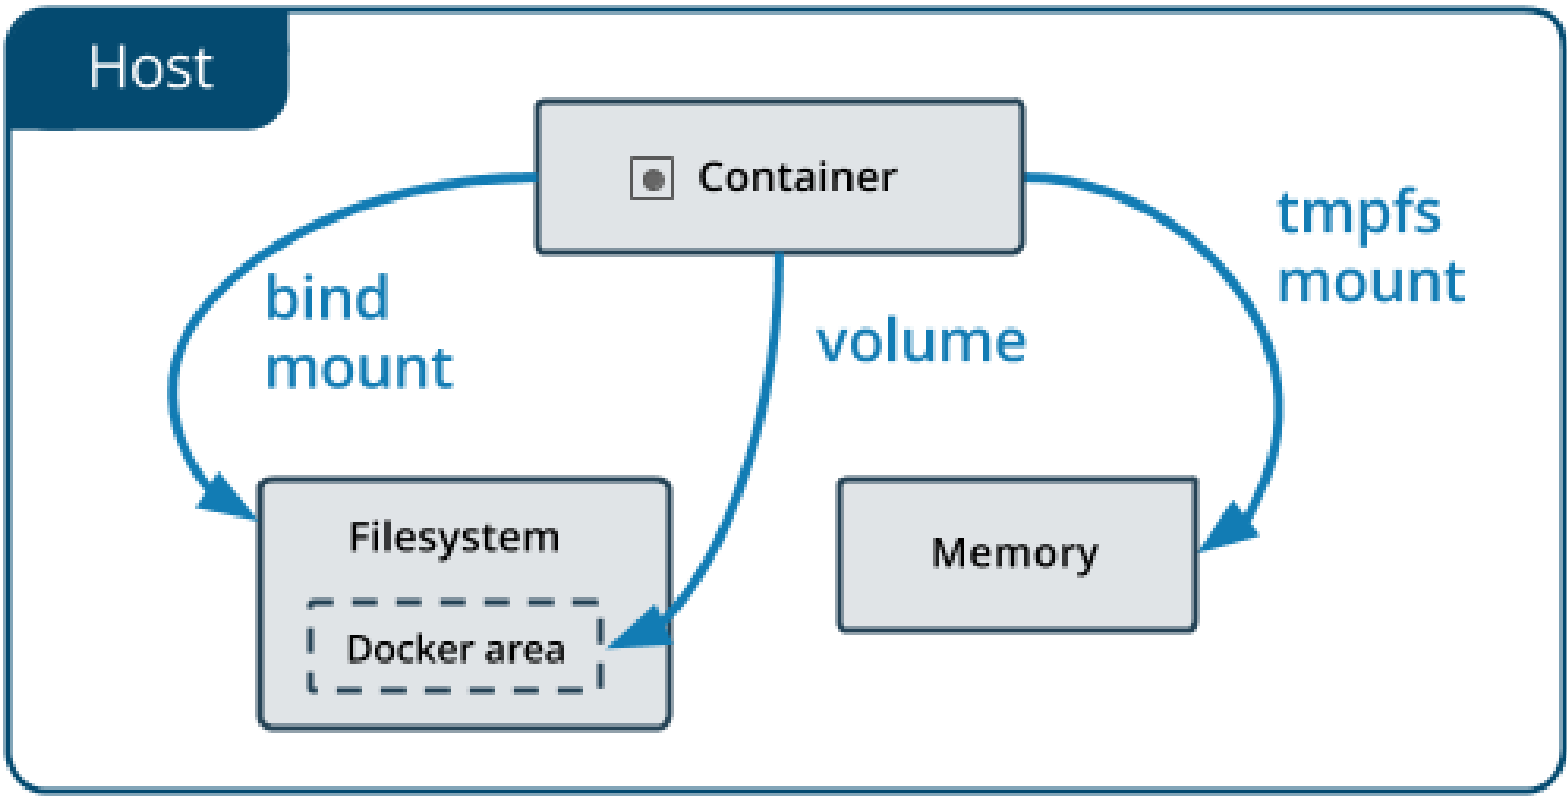 Host
Container
bind
mount
volume
tmpfs
mount
Filesystem
Docker area
Memory